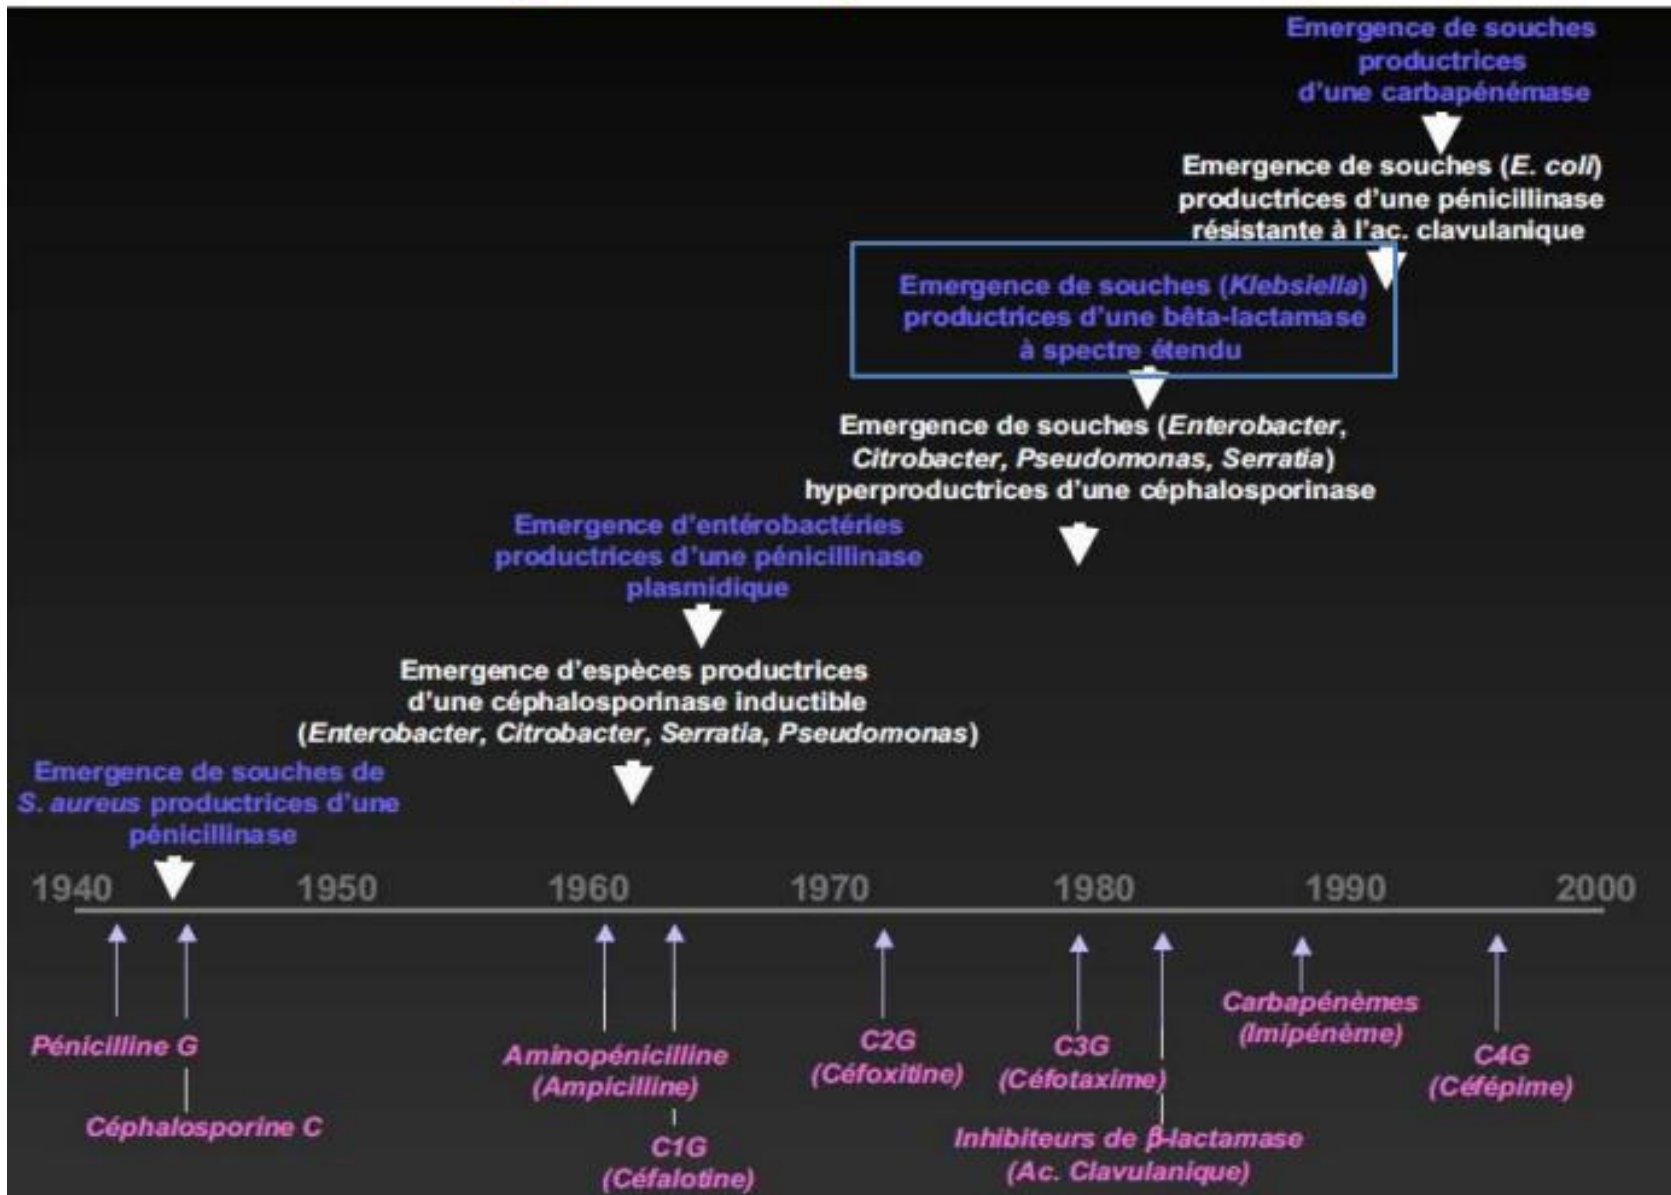 Emergence de souches
productrices
d'une carbapénémase
Emergence de souches (E. coli)
productrices d'une pénicillinase
résistante à l'ac. clavulanique
Emergence de souches (Klebsiella)
productrices d'une bêta-lactamase
à spectre étendu
Emergence de souches (Enterobacter,
Citrobacter, Pseudomonas, Serratia)
hyperproductrices d'une céphalosporinase
Emergence d'entérobactéries
productrices d'une pénicillinase
plasmidique
Emergence d'espèces productrices
d'une céphalosporinase inductible
(Enterobacter, Citrobacter, Serratia, Pseudomonas)
Emergence de souches de
S. aureus productrices d'une
pénicillinase
1940 1950 1960 1970 1980 1990 2000
Pénicilline G
Céphalosporine C
Aminopénicilline
(Ampicilline)
C1G
(Céfalotine)
C2G
(Céfoxitine)
C3G
(Céfotaxime)
Inhibiteurs de β-lactamase
(Ac. Clavulanique)
Carbapénèmes
(Imipénème)
C4G
(Céfépime)